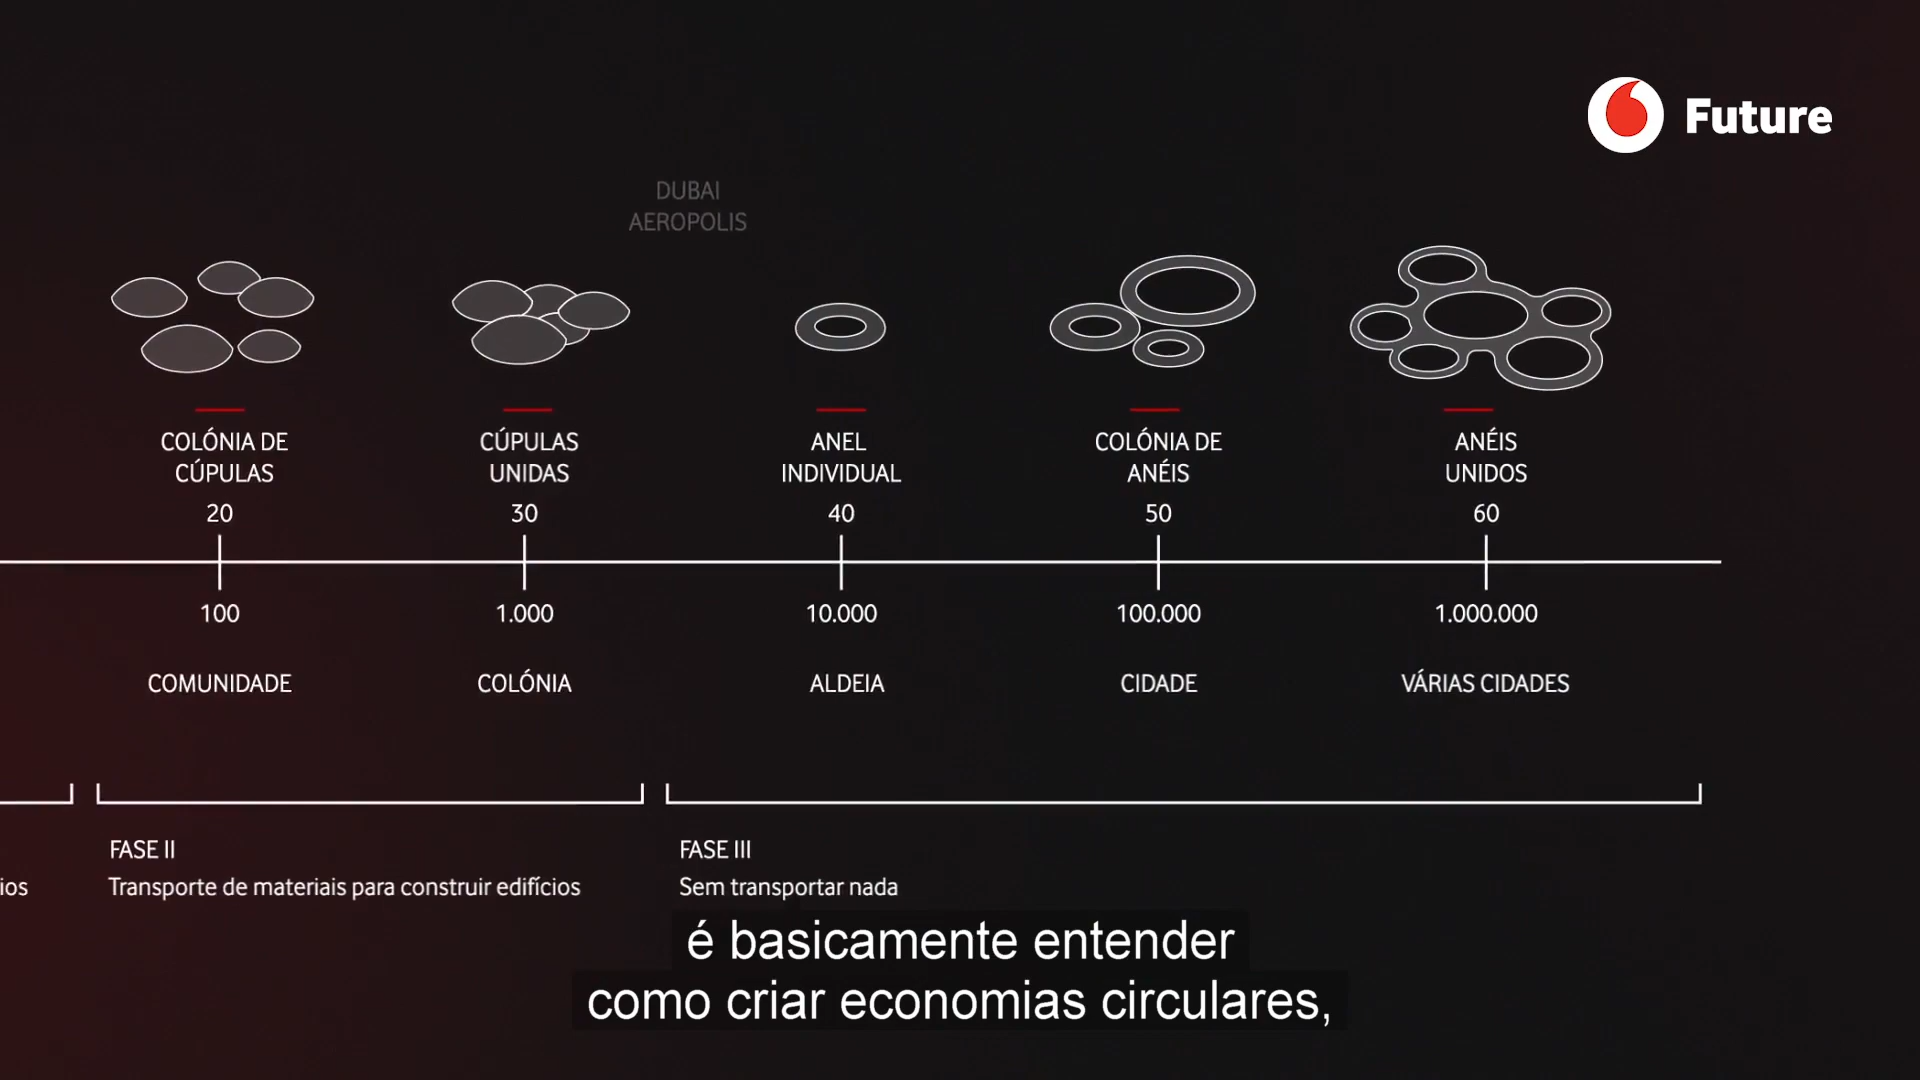 Future
DUBAI
AEROPOLIS
COLÓNIA DE
CÚPULAS
20
CÚPULAS
UNIDAS
30
ANEL
INDIVIDUAL
40
COLÓNIA DE
ANÉIS
50
ANÉIS
UNIDOS
60
100
1.000
10.000
100.000
1.000.000
COMUNIDADE
COLÓNIA
ALDEIA
CIDADE
VÁRIAS CIDADES
ios
FASE II
Transporte de materiais para construir edifícios
FASE III
Sem transportar nada
é basicamente entender
como criar economias circulares,